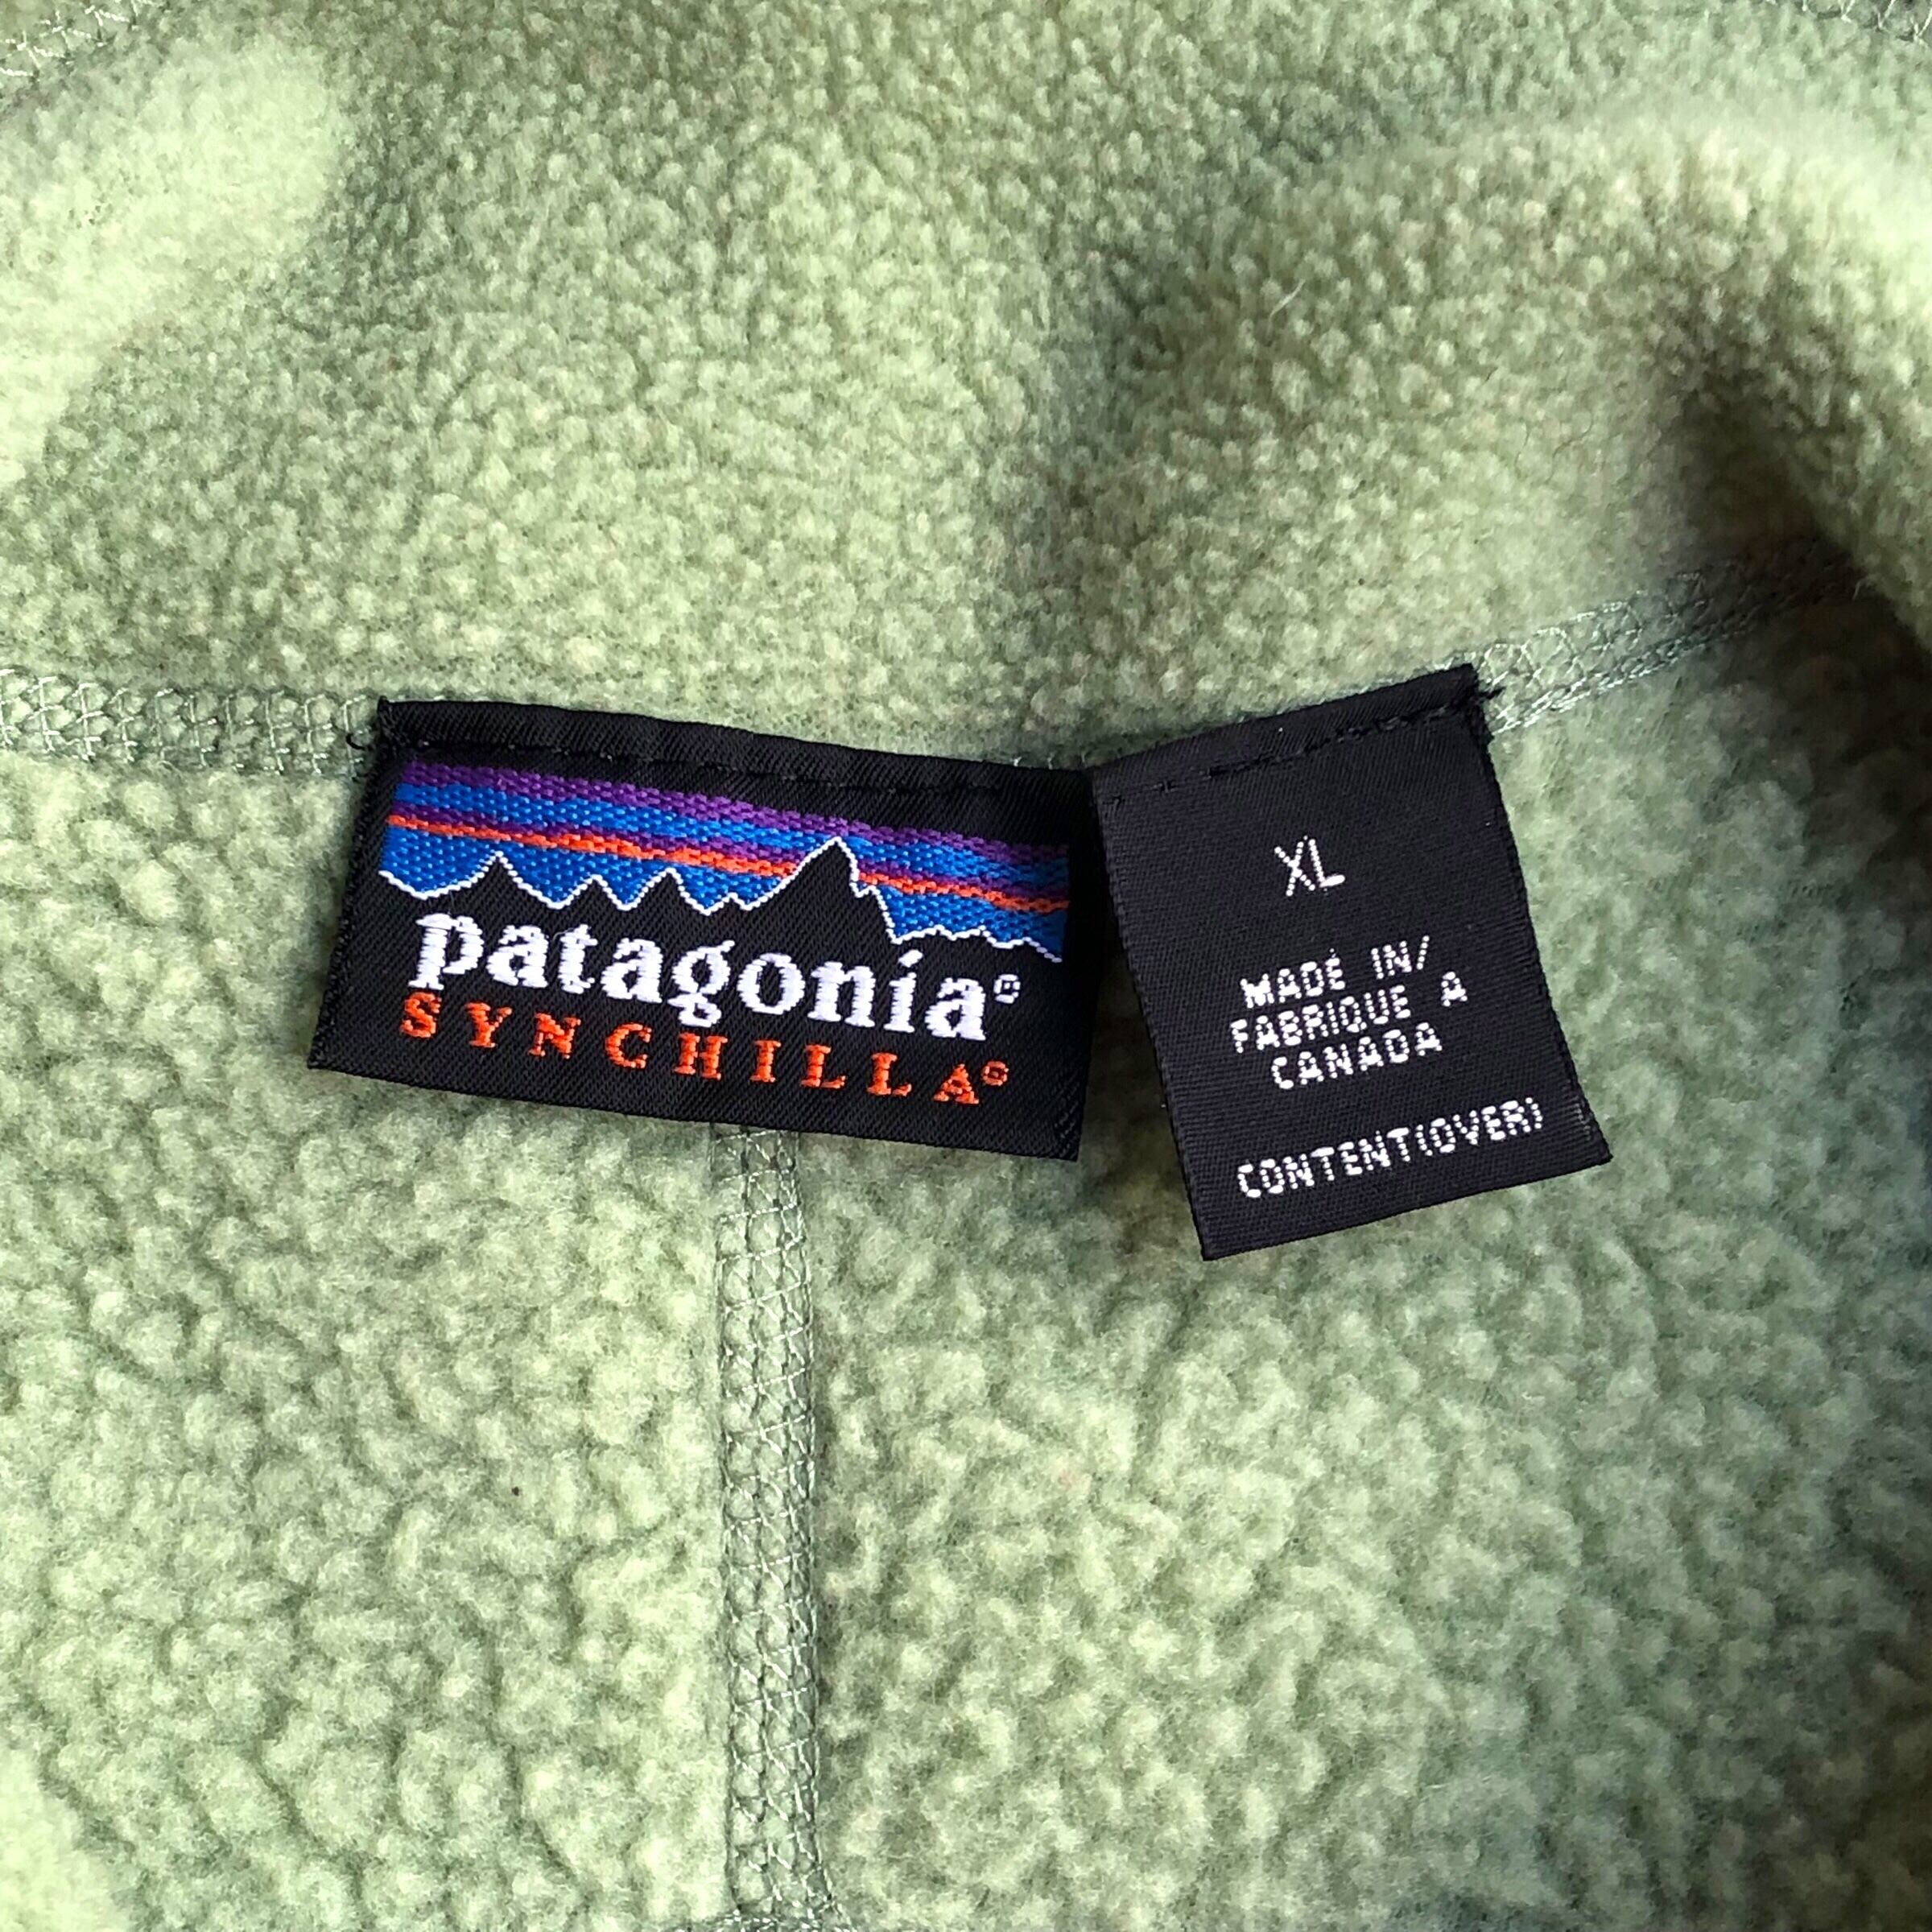 patagonia®
SYNCHILLA®
XL
MADE IN/
FABRIQUE A
CANADA
CONTENT(OVER)